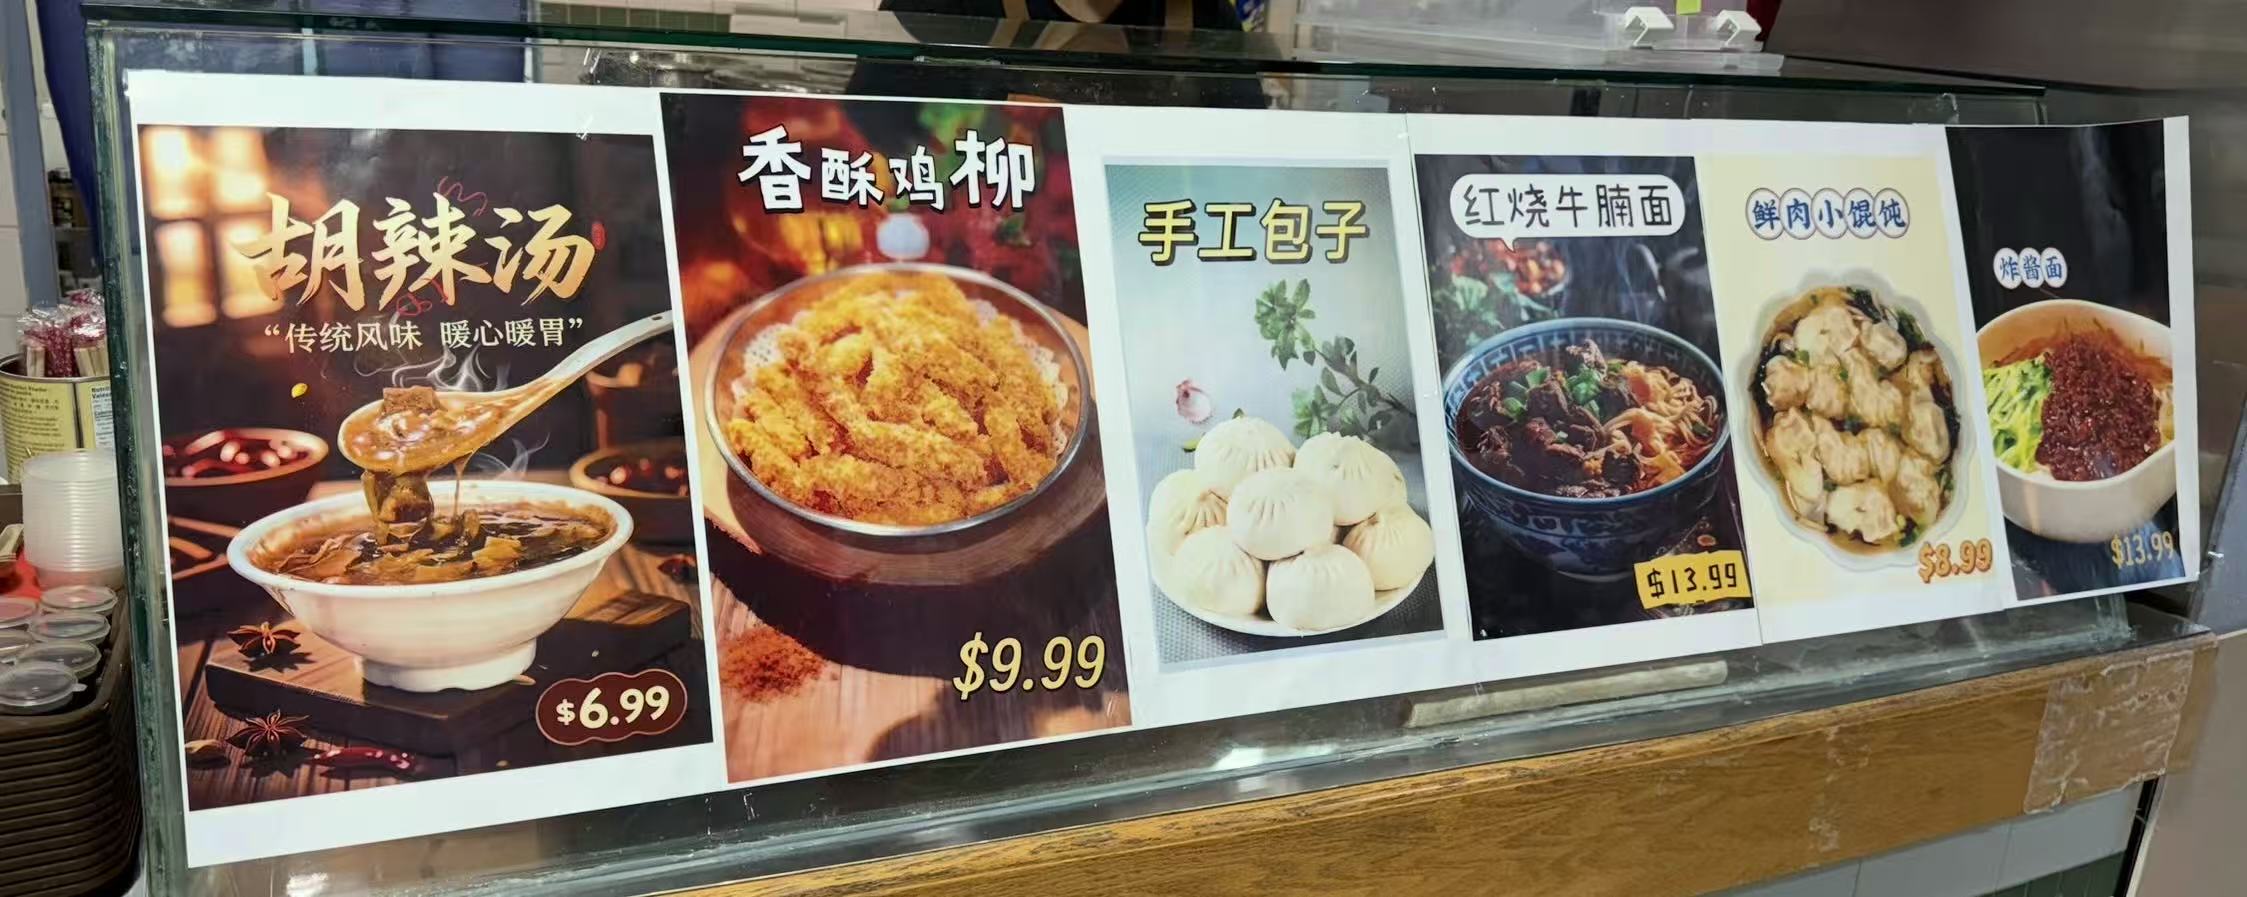 胡辣汤
“传统风味 暖心暖胃”
$6.99
香酥鸡柳
$9.99
手工包子
红烧牛腩面
$13.99
鲜肉小馄饨
$8.99
炸酱面
$13.99